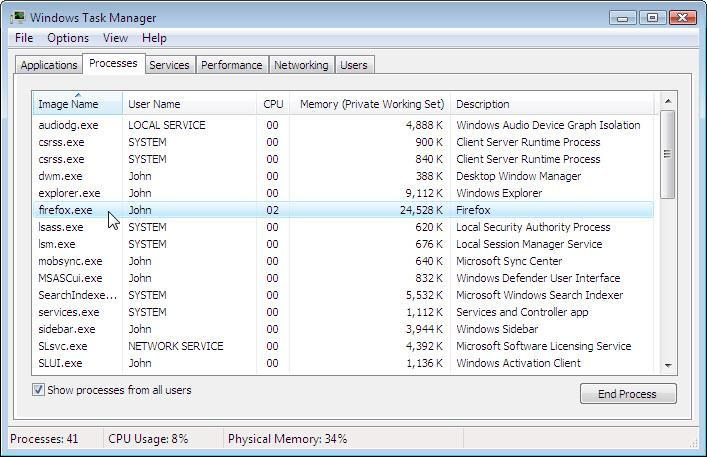 Windows Task Manager
File Options View Help
Applications Processes Services Performance Networking Users
Image Name User Name CPU Memory (Private Working Set) Description
audiodg.exe LOCAL SERVICE 00 4,888 K Windows Audio Device Graph Isolation
csrss.exe SYSTEM 00 900 K Client Server Runtime Process
csrss.exe SYSTEM 00 840 K Client Server Runtime Process
dwm.exe John 00 388 K Desktop Window Manager
explorer.exe John 00 9,112 K Windows Explorer
firefox.exe John 02 24,528 K Firefox
lsass.exe SYSTEM 00 620 K Local Security Authority Process
lsm.exe SYSTEM 00 676 K Local Session Manager Service
mobsync.exe John 00 640 K Microsoft Sync Center
MSASCui.exe John 00 832 K Windows Defender User Interface
SearchIndexe... SYSTEM 00 5,532 K Microsoft Windows Search Indexer
services.exe SYSTEM 00 1,112 K Services and Controller app
sidebar.exe John 00 3,944 K Windows Sidebar
SLsvc.exe NETWORK SERVICE 00 4,392 K Microsoft Software Licensing Service
SLUI.exe John 00 1,136 K Windows Activation Client
Show processes from all users
End Process
Processes: 41 CPU Usage: 8% Physical Memory: 34%